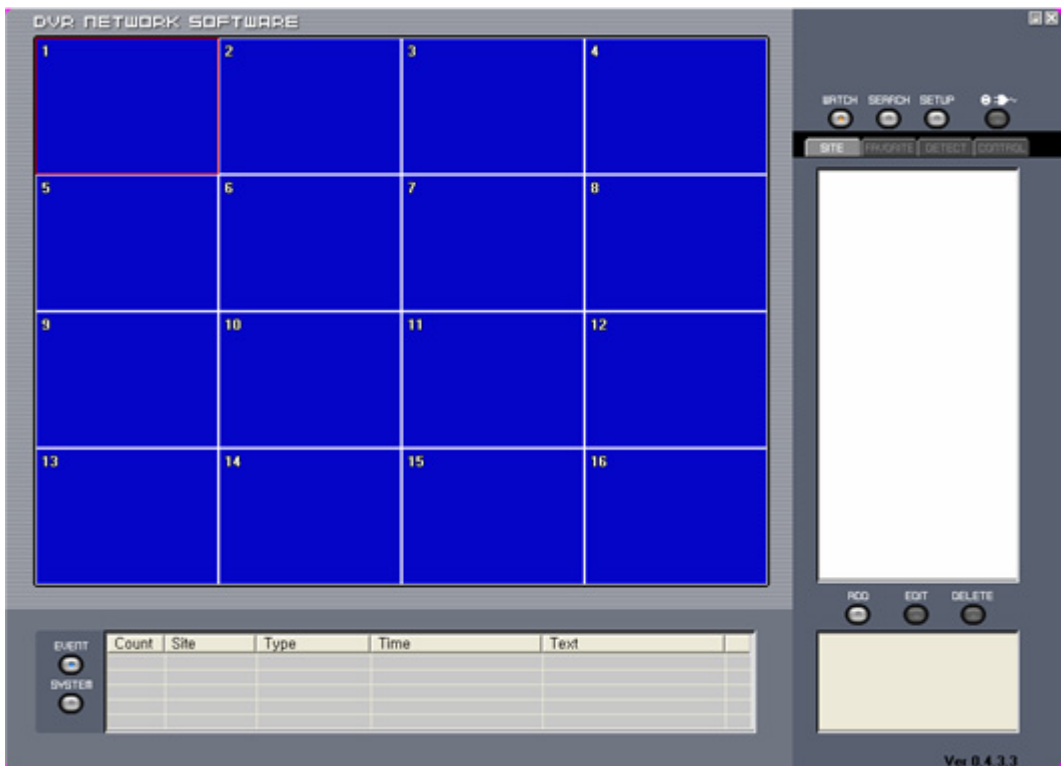 DVR NETWORK SOFTWARE
1 2 3 4
5 6 7 8
9 10 11 12
13 14 15 16
WATCH SEARCH SETUP
SITE FAVORITE DETECT CONTROL
ADD EDIT DELETE
EVENT
SYSTEM
Count Site Type Time Text
Ver 0.4.3.3